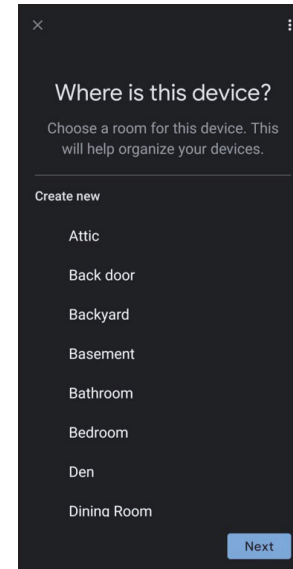 Where is this device?
Choose a room for this device. This
will help organize your devices.
Create new
Attic
Back door
Backyard
Basement
Bathroom
Bedroom
Den
Dining Room
Next